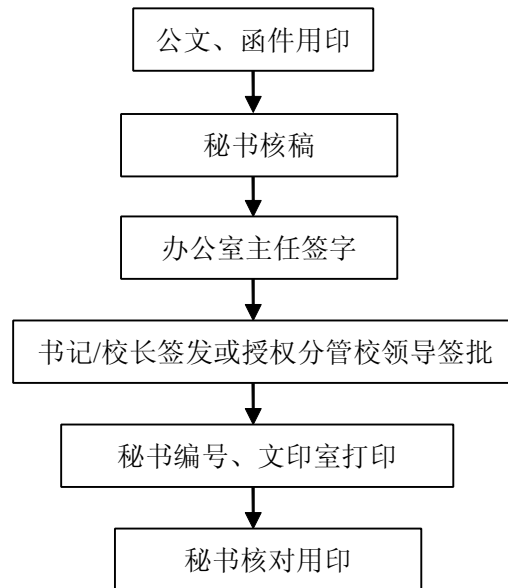 公文、函件用印
秘书核稿
办公室主任签字
书记/校长签发或授权分管校领导签批
秘书编号、文印室打印
秘书核对用印